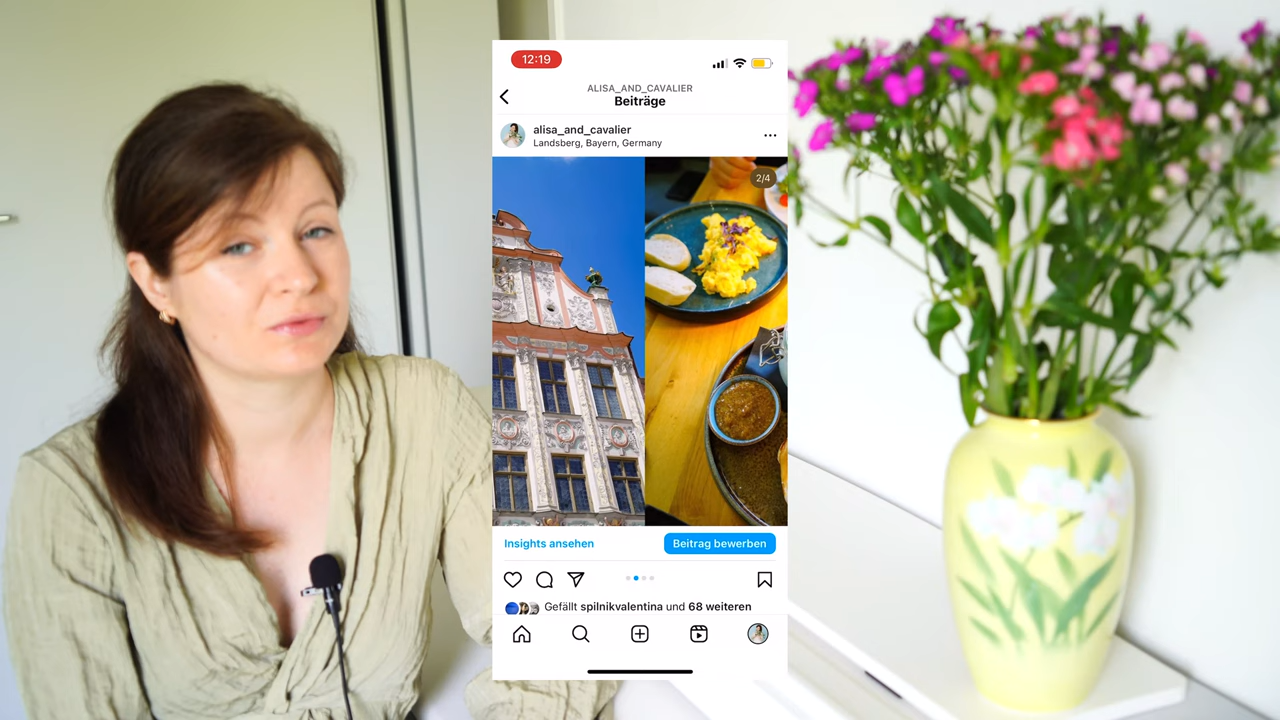 12:19
ALISA_AND_CAVALIER
Beiträge
alisa_and_cavalier
Landsberg, Bayern, Germany
2/4
Insights ansehen
Beitrag bewerben
Gefällt spilnikvalentina und 68 weiteren